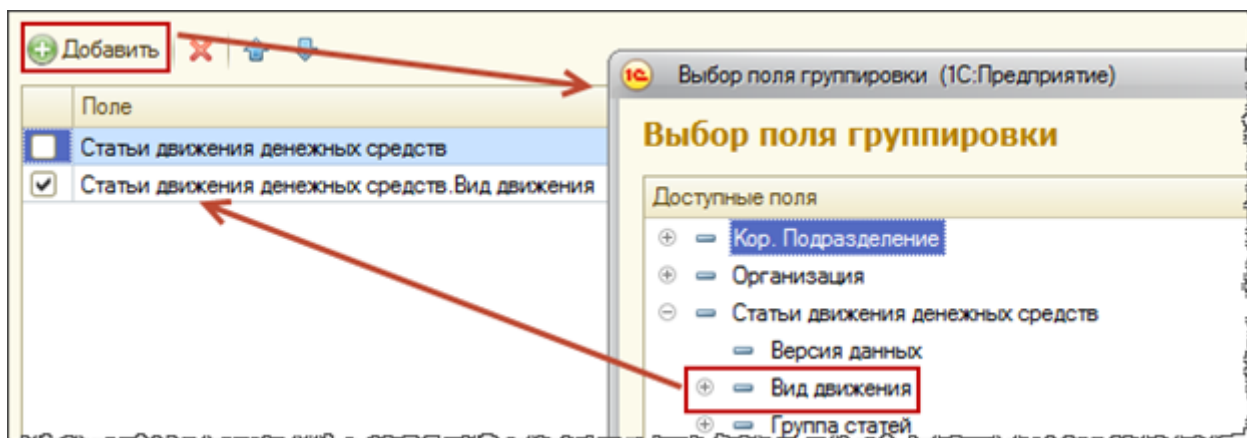 Добавить
Поле
Статьи движения денежных средств
Статьи движения денежных средств.Вид движения
1С Выбор поля группировки (1С:Предприятие)
Выбор поля группировки
Доступные поля
Кор. Подразделение
Организация
Статьи движения денежных средств
Версия данных
Вид движения
Группа статей